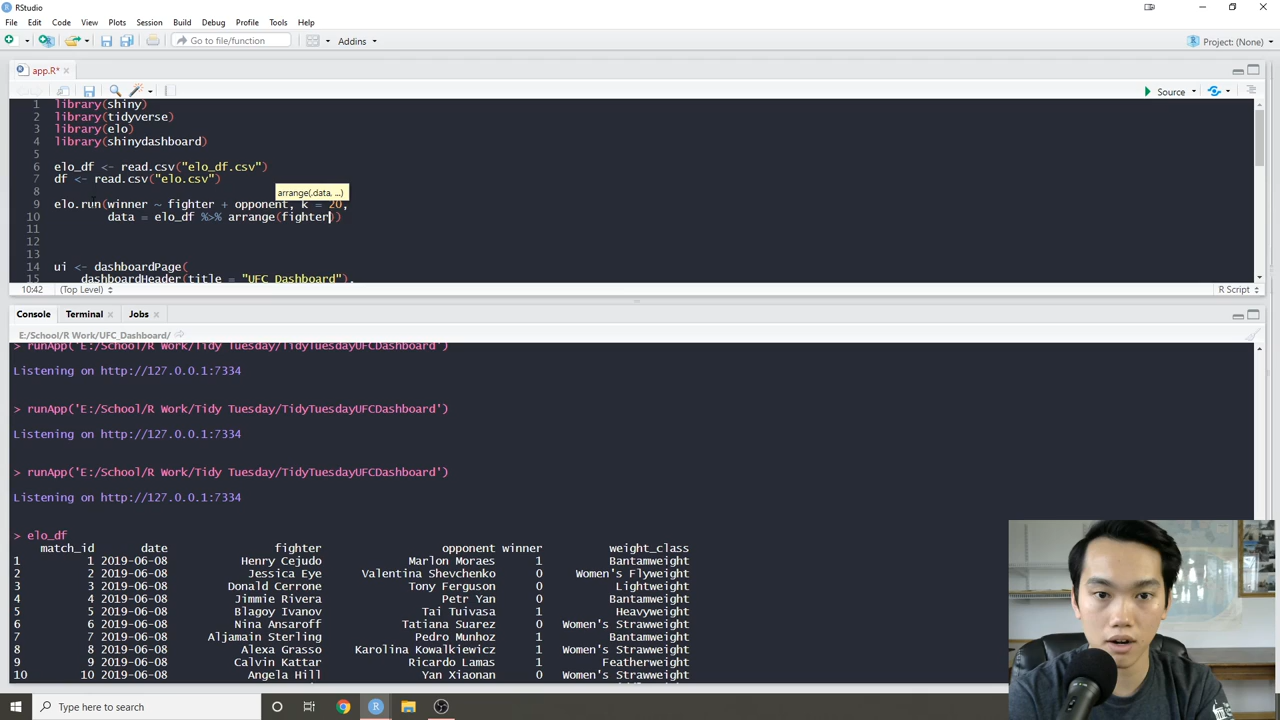 RStudio
File Edit Code View Plots Session Build Debug Profile Tools Help
Go to file/function Addins Project: (None)
app.R*
Source
1 library(shiny)
2 library(tidyverse)
3 library(elo)
4 library(shinydashboard)
5
6 elo_df <- read.csv("elo_df.csv")
7 df <- read.csv("elo.csv")
8
arrange(.data, ...)
9 elo.run(winner ~ fighter + opponent, k = 20,
10 data = elo_df %>% arrange(fighter))
11
12
13
14 ui <- dashboardPage(
15 dashboardHeader(title = "UFC Dashboard"),
10:42 (Top Level) R Script
Console Terminal Jobs
E:/School/R Work/UFC_Dashboard/
> runApp('E:/School/R Work/Tidy Tuesday/TidyTuesdayUFCDashboard')
Listening on http://127.0.0.1:7334
> runApp('E:/School/R Work/Tidy Tuesday/TidyTuesdayUFCDashboard')
Listening on http://127.0.0.1:7334
> runApp('E:/School/R Work/Tidy Tuesday/TidyTuesdayUFCDashboard')
Listening on http://127.0.0.1:7334
> elo_df
match_id date fighter opponent winner weight_class
1 1 2019-06-08 Henry Cejudo Marlon Moraes 1 Bantamweight
2 2 2019-06-08 Jessica Eye Valentina Shevchenko 0 Women's Flyweight
3 3 2019-06-08 Donald Cerrone Tony Ferguson 0 Lightweight
4 4 2019-06-08 Jimmie Rivera Petr Yan 0 Bantamweight
5 5 2019-06-08 Blagoy Ivanov Tai Tuivasa 1 Heavyweight
6 6 2019-06-08 Nina Ansaroff Tatiana Suarez 0 Women's Strawweight
7 7 2019-06-08 Aljamain Sterling Pedro Munhoz 1 Bantamweight
8 8 2019-06-08 Alexa Grasso Karolina Kowalkiewicz 1 Women's Strawweight
9 9 2019-06-08 Calvin Kattar Ricardo Lamas 1 Featherweight
10 10 2019-06-08 Angela Hill Yan Xiaonan 0 Women's Strawweight
Type here to search